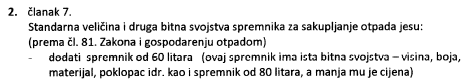 2. članak 7.
Standarna veličina i druga bitna svojstva spremnika za sakupljanje otpada jesu:
(prema čl. 81. Zakona i gospodarenju otpadom)
- dodati spremnik od 60 litara (ovaj spremnik ima ista bitna svojstva – visina, boja,
materijal, poklopac idr. kao i spremnik od 80 litara, a manja mu je cijena)